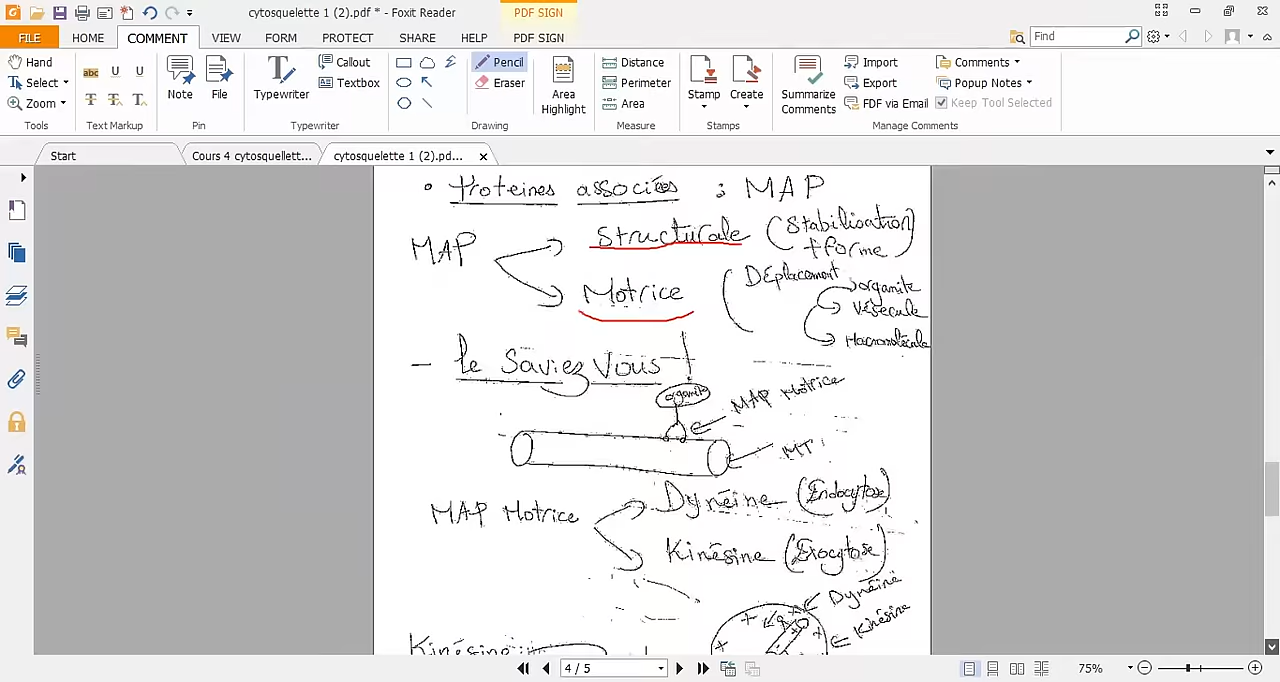 cytosquelette 1 (2).pdf * - Foxit Reader
PDF SIGN
FILE HOME COMMENT VIEW FORM PROTECT SHARE HELP PDF SIGN
Find
Hand
Select
Zoom
Tools
abc U U
T T T
Text Markup
Note
File
Pin
Typewriter
Callout
Textbox
Typewriter
Pencil
Eraser
Drawing
Area Highlight
Distance
Perimeter
Area
Measure
Stamp
Create
Stamps
Summarize Comments
Import
Export
FDF via Email
Comments
Popup Notes
Keep Tool Selected
Manage Comments
Start
Cours 4 cytosquellett...
cytosquelette 1 (2).pd...
• Proteines associées : MAP
MAP
Structurale (Stabilisation + forme)
Motrice
Déplacement
organite
Vésicule
Macromolécule
- Le Saviez Vous !
organite
MAP Motrice
MT
MAP Motrice
Dynéine (Endocytose)
Kinésine (Exocytose)
Dynéine
Kinésine
Kinésine :
4 / 5
75%